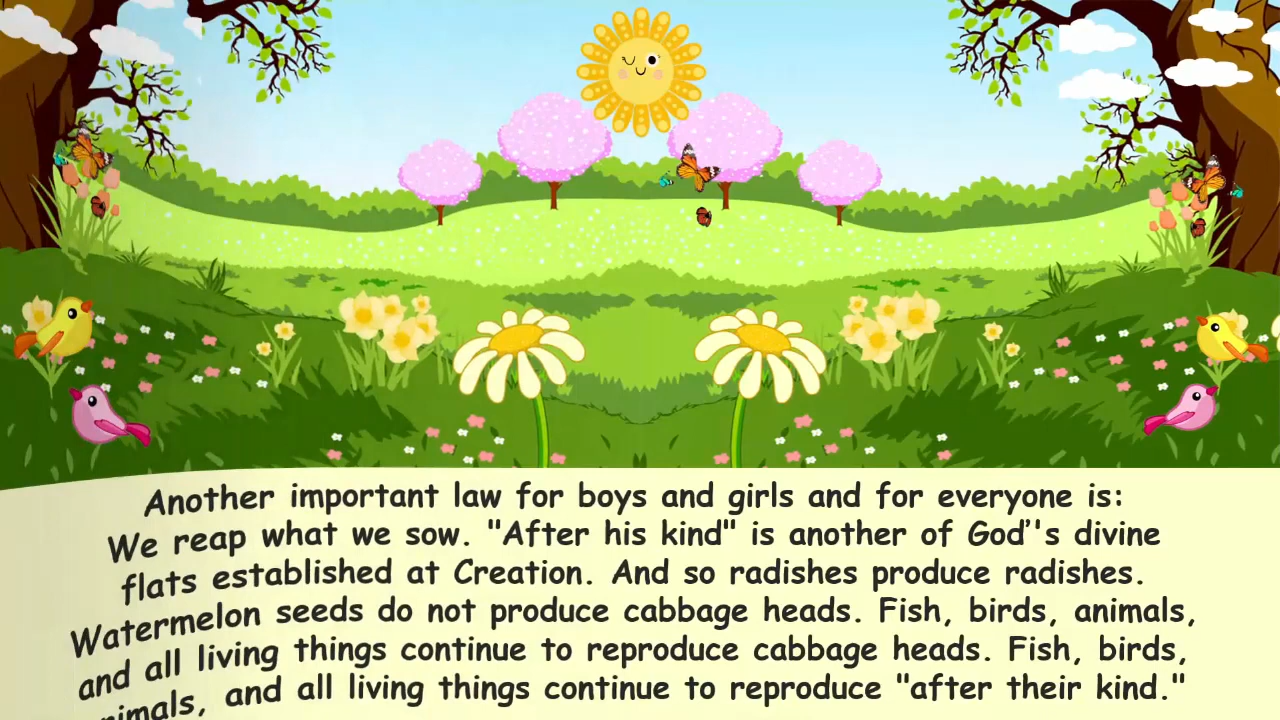 Another important law for boys and girls and for everyone is:
We reap what we sow. "After his kind" is another of God''s divine
flats established at Creation. And so radishes produce radishes.
Watermelon seeds do not produce cabbage heads. Fish, birds, animals,
and all living things continue to reproduce cabbage heads. Fish, birds,
and all living things continue to reproduce "after their kind."